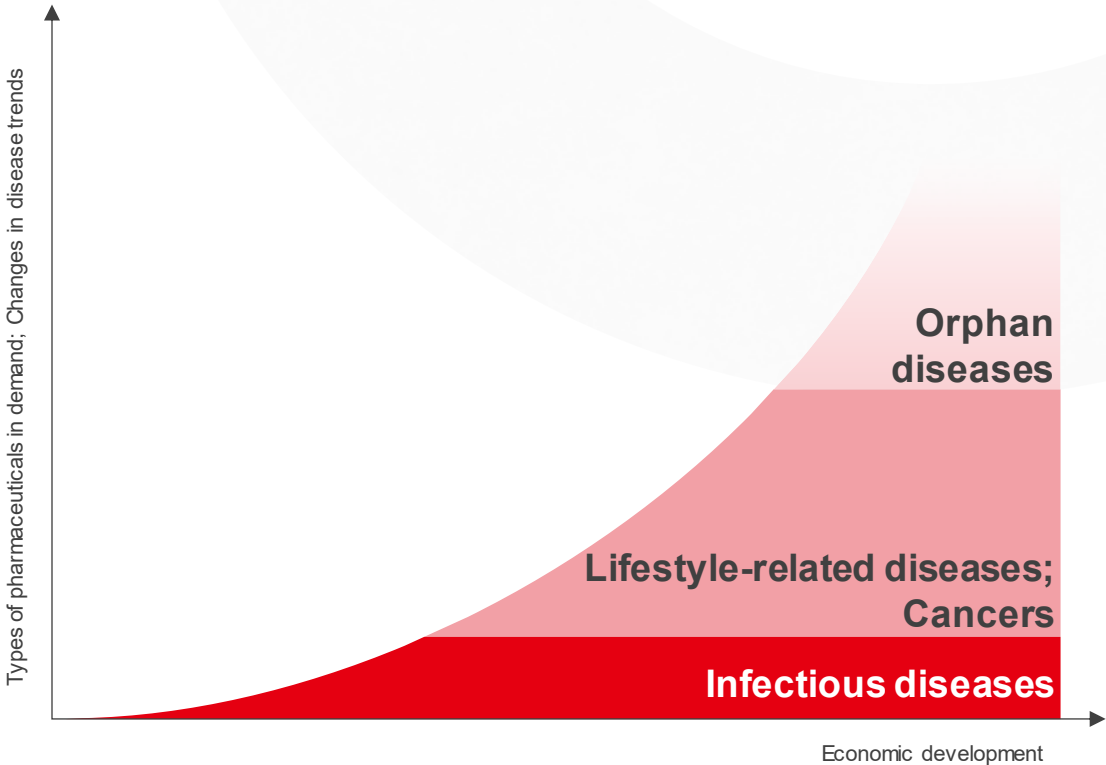 Types of pharmaceuticals in demand; Changes in disease trends
Orphan
diseases
Lifestyle-related diseases;
Cancers
Infectious diseases
Economic development